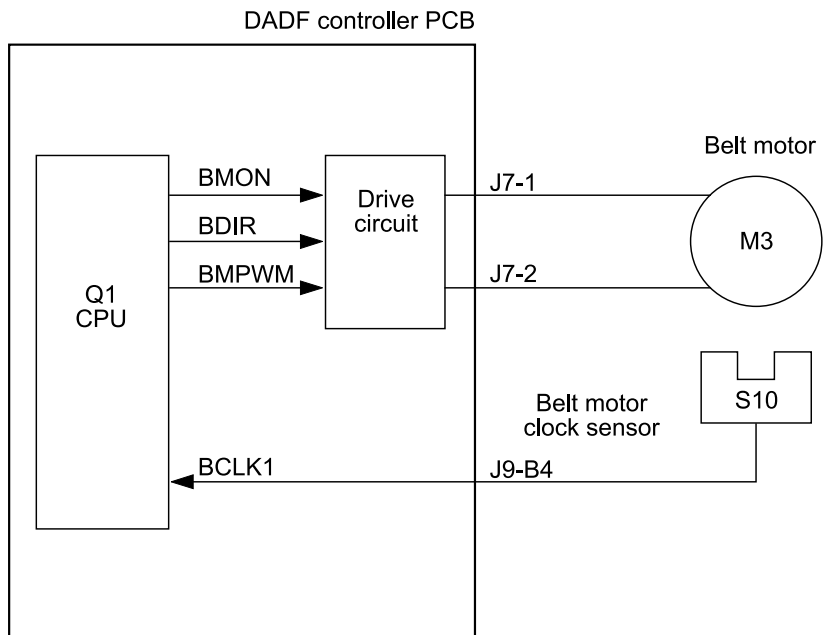 DADF controller PCB
Belt motor
BMON
BDIR
BMPWM
Drive
circuit
J7-1
J7-2
M3
Q1
CPU
S10
Belt motor
clock sensor
BCLK1
J9-B4